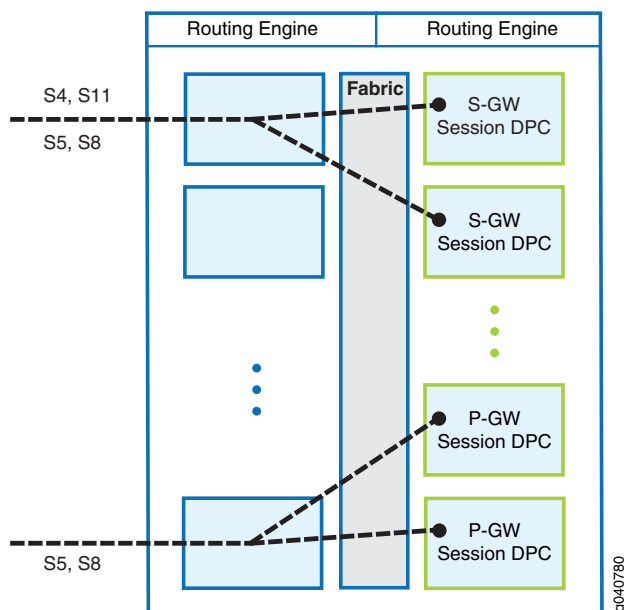 Routing Engine
Routing Engine
S4, S11
S5, S8
Fabric
S-GW
Session DPC
S-GW
Session DPC
P-GW
Session DPC
P-GW
Session DPC
S5, S8
g040780